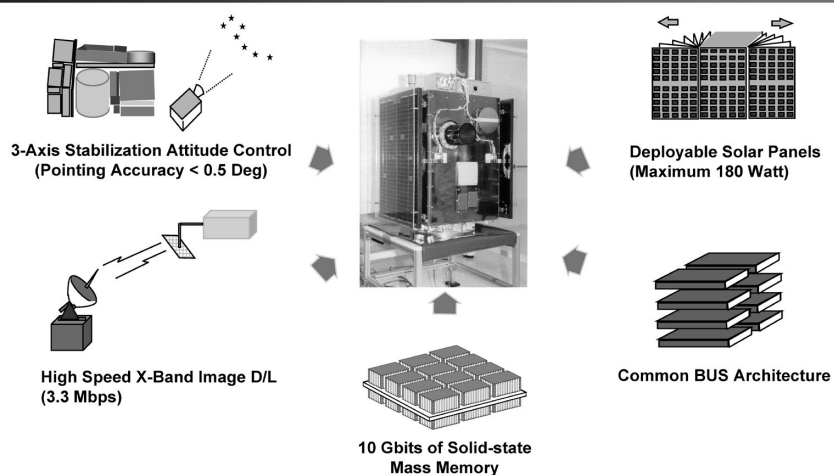 3-Axis Stabilization Attitude Control
(Pointing Accuracy < 0.5 Deg)
Deployable Solar Panels
(Maximum 180 Watt)
High Speed X-Band Image D/L
(3.3 Mbps)
Common BUS Architecture
10 Gbits of Solid-state
Mass Memory